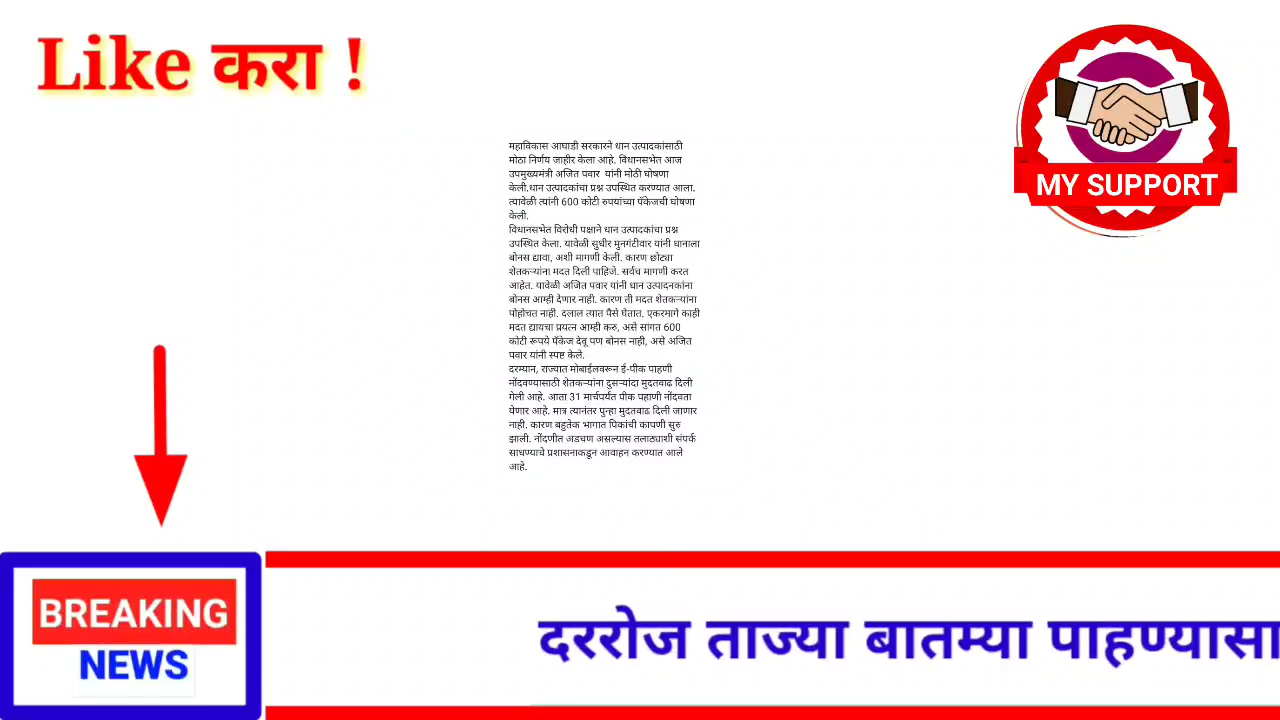 Like करा !
MY SUPPORT
महाविकास आघाडी सरकारने धान उत्पादकांसाठी
मोठा निर्णय जाहीर केला आहे. विधानसभेत आज
उपमुख्यमंत्री अजित पवार यांनी मोठी घोषणा
केली.धान उत्पादकांचा प्रश्न उपस्थित करण्यात आला.
त्यावेळी त्यांनी 600 कोटी रुपयांच्या पॅकेजची घोषणा
केली.
विधानसभेत विरोधी पक्षाने धान उत्पादकांचा प्रश्न
उपस्थित केला. यावेळी सुधीर मुनगंटीवार यांनी धानाला
बोनस द्यावा, अशी मागणी केली. कारण छोट्या
शेतकऱ्यांना मदत दिली पाहिजे. सर्वच मागणी करत
आहेत. यावेळी अजित पवार यांनी धान उत्पादनकांना
बोनस आम्ही देणार नाही. कारण ती मदत शेतकऱ्यांना
पोहोचत नाही. दलाल त्यात पैसे घेतात. एकरमागे काही
मदत द्यायचा प्रयत्न आम्ही करु, असे सांगत 600
कोटी रूपये पॅकेज देवू पण बोनस नाही, असे अजित
पवार यांनी स्पष्ट केले.
दरम्यान, राज्यात मोबाईलवरून ई-पीक पाहणी
नोंदवण्यासाठी शेतकऱ्यांना दुसऱ्यांदा मुदतवाढ दिली
गेली आहे. आता 31 मार्चपर्यंत पीक पहाणी नोंदवता
येणार आहे. मात्र त्यानंतर पुन्हा मुदतवाढ दिली जाणार
नाही. कारण बहुतेक भागात पिकांची कापणी सुरु
झाली. नोंदणीत अडचण असल्यास तलाठ्याशी संपर्क
साधण्याचे प्रशासनाकडून आवाहन करण्यात आले
आहे.
BREAKING
NEWS
दररोज ताज्या बातम्या पाहण्यासा